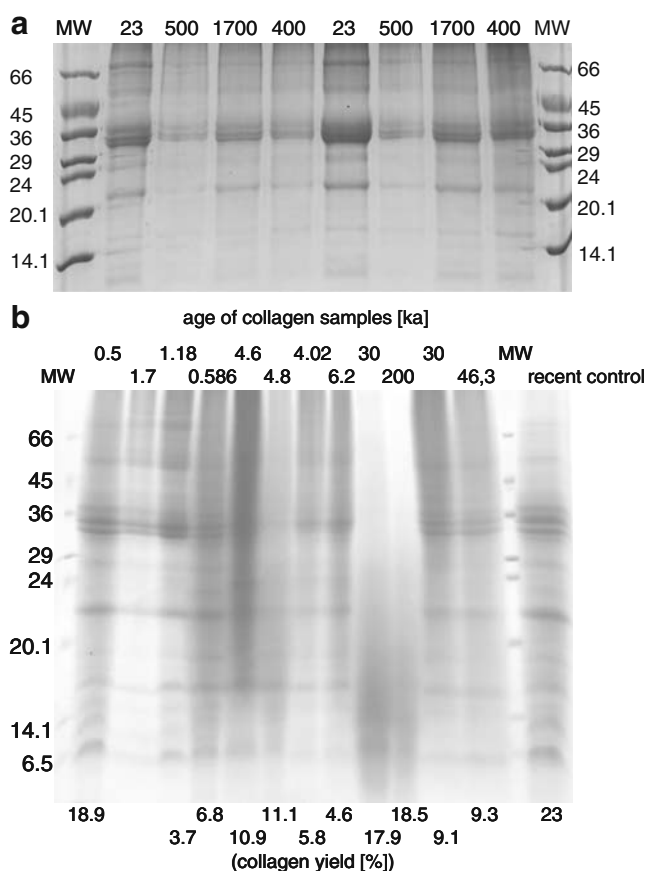 a MW 23 500 1700 400 23 500 1700 400 MW
66 66
45 45
36 36
29 29
24 24
20.1 20.1
14.1 14.1
b age of collagen samples [ka]
0.5 1.18 4.6 4.02 30 30 MW
MW 1.7 0.586 4.8 6.2 200 46,3 recent control
66
45
36
29
24
20.1
14.1
6.5
18.9 6.8 11.1 4.6 18.5 9.3 23
3.7 10.9 5.8 17.9 9.1
(collagen yield [%])